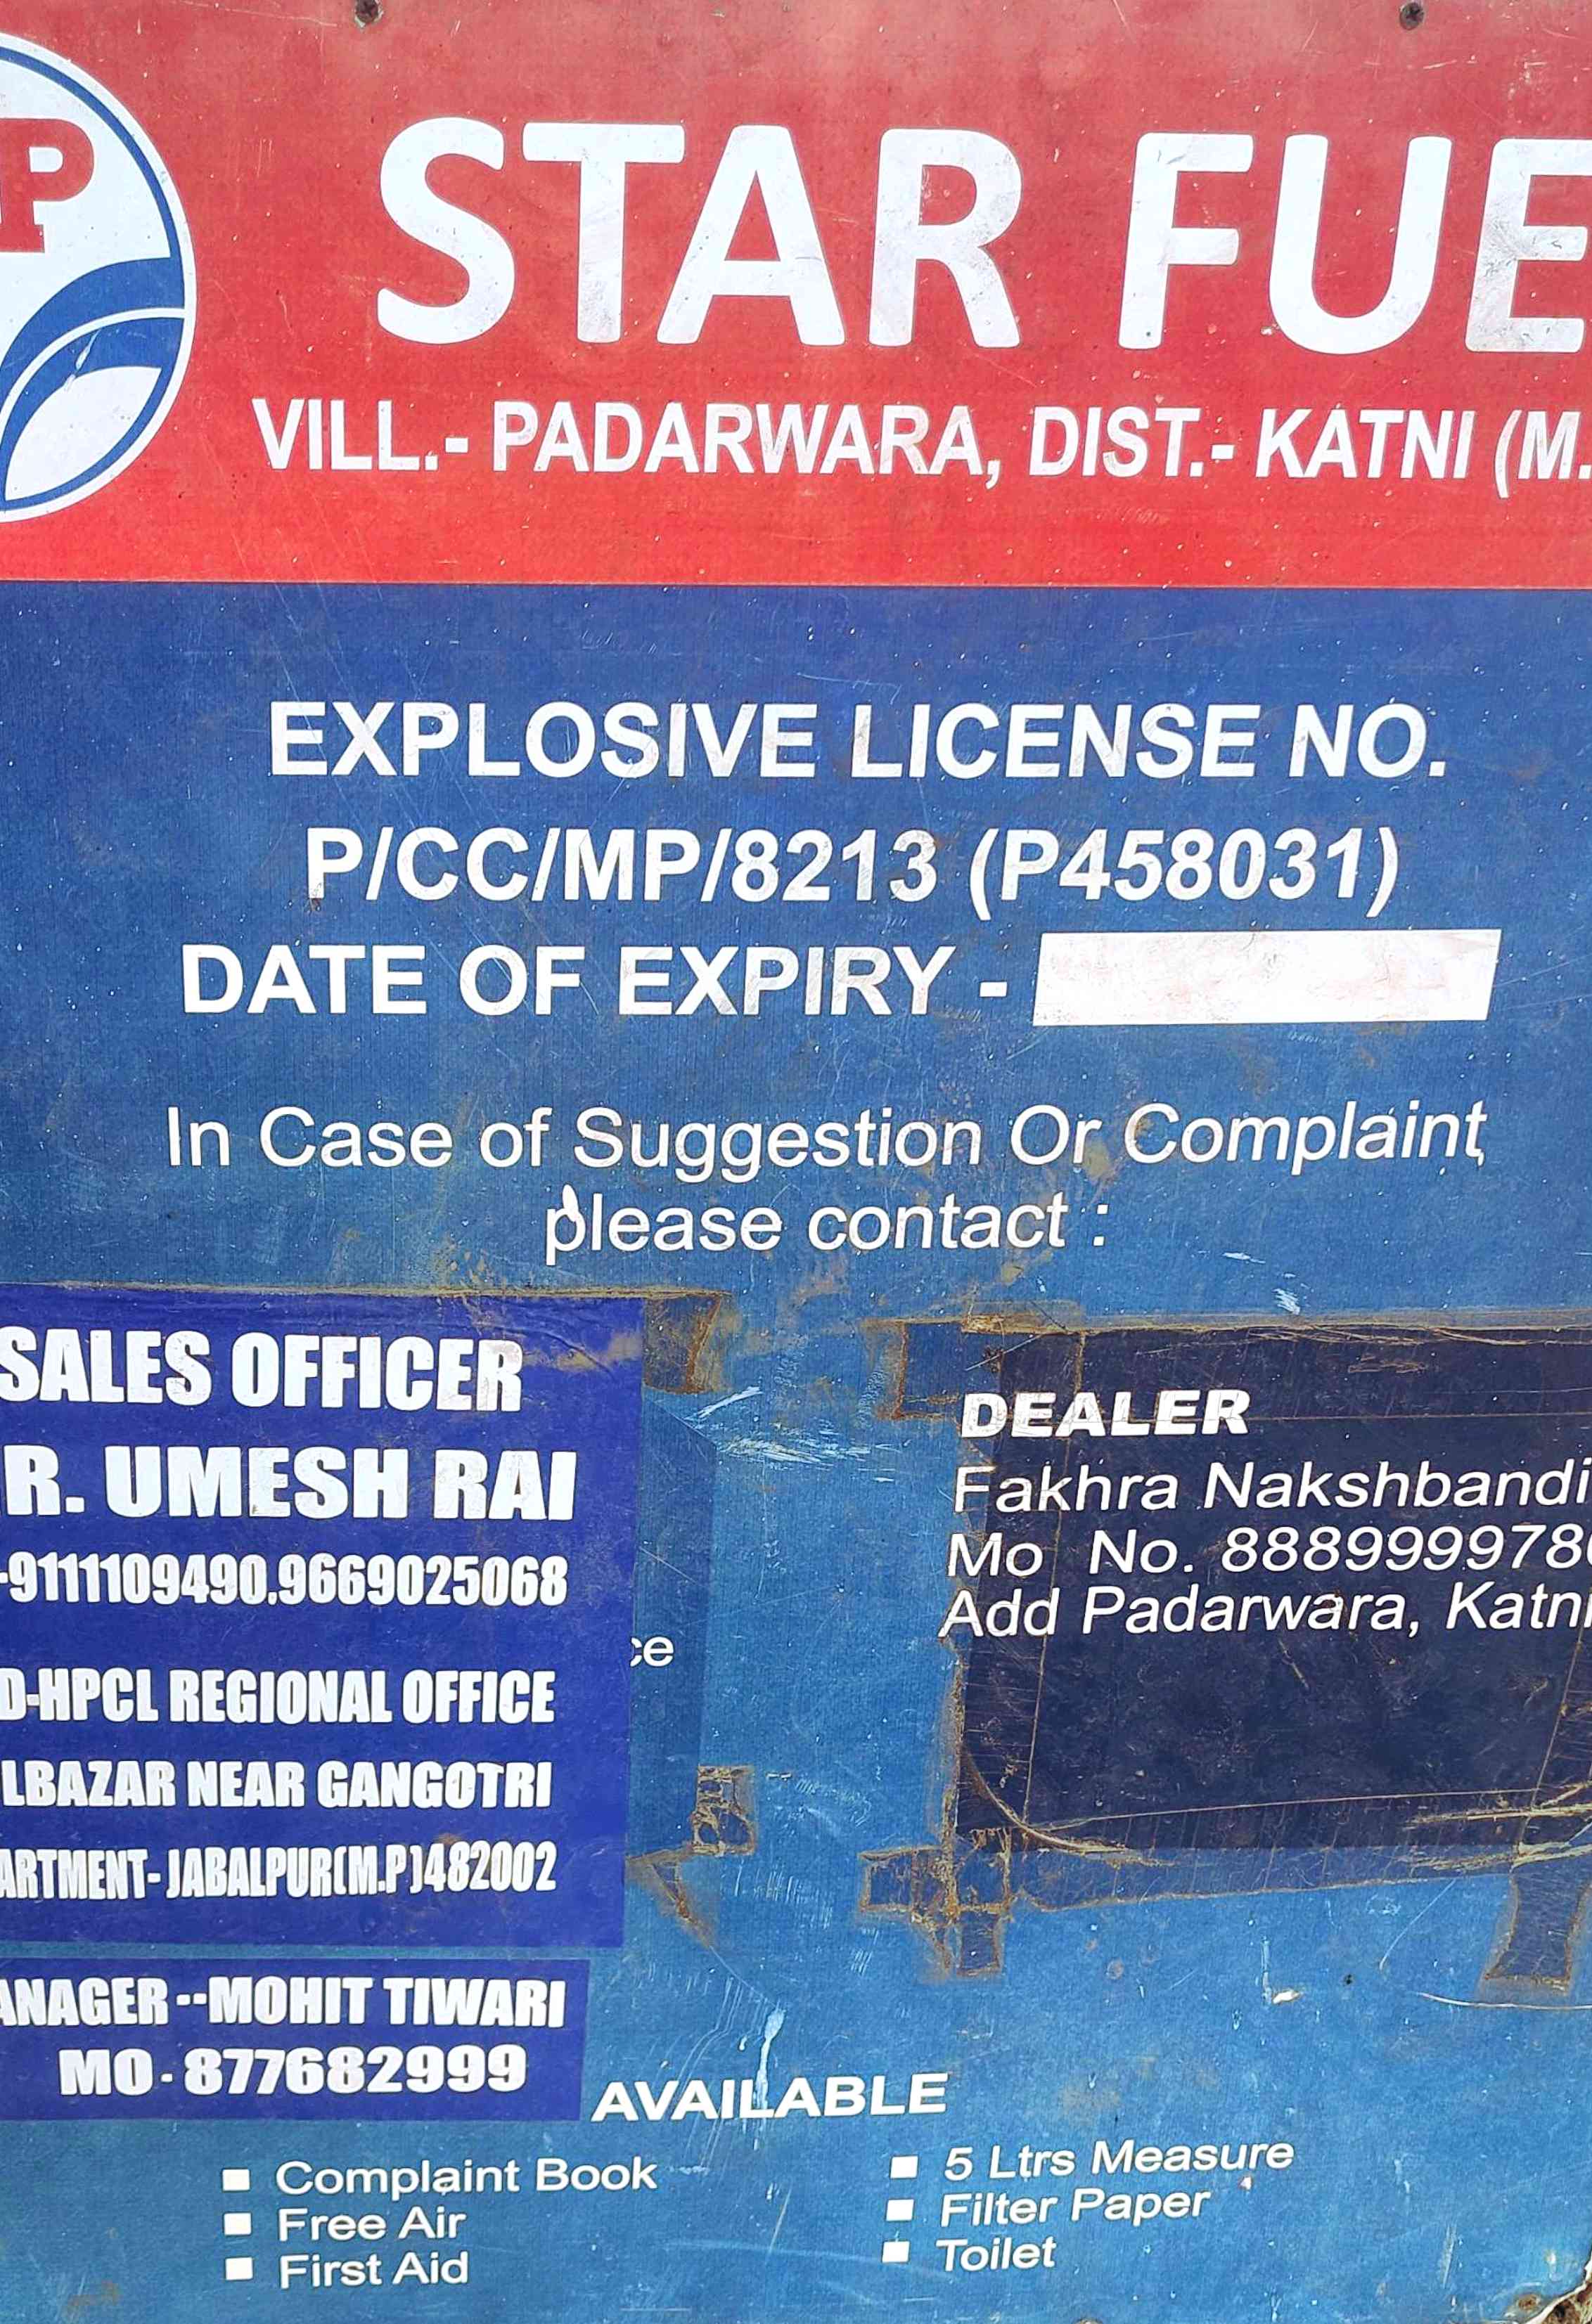 P
STAR FUE
VILL.- PADARWARA, DIST.- KATNI (M.
EXPLOSIVE LICENSE NO.
P/CC/MP/8213 (P458031)
DATE OF EXPIRY -
In Case of Suggestion Or Complaint,
please contact :
SALES OFFICER
R. UMESH RAI
-9111109490,9669025068
ce
D-HPCL REGIONAL OFFICE
LBAZAR NEAR GANGOTRI
ARTMENT- JABALPUR(M.P)482002
ANAGER --MOHIT TIWARI
MO - 877682999
DEALER
Fakhra Nakshbandi
Mo No. 888999978
Add Padarwara, Katni
AVAILABLE
Complaint Book
Free Air
First Aid
5 Ltrs Measure
Filter Paper
Toilet